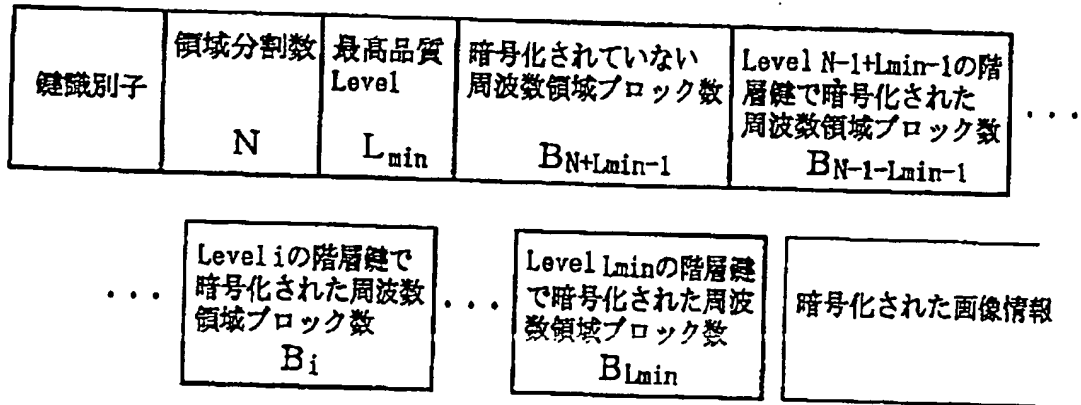 鍵識別子
領域分割数
N
最高品質
Level
Lmin
暗号化されていない
周波数領域ブロック数
BN+Lmin-1
Level N-1+Lmin-1の階
層鍵で暗号化された
周波数領域ブロック数
BN-1-Lmin-1
...
...
Level iの階層鍵で
暗号化された周波数
領域ブロック数
Bi
...
Level Lminの階層鍵
で暗号化された周波
数領域ブロック数
BLmin
暗号化された画像情報